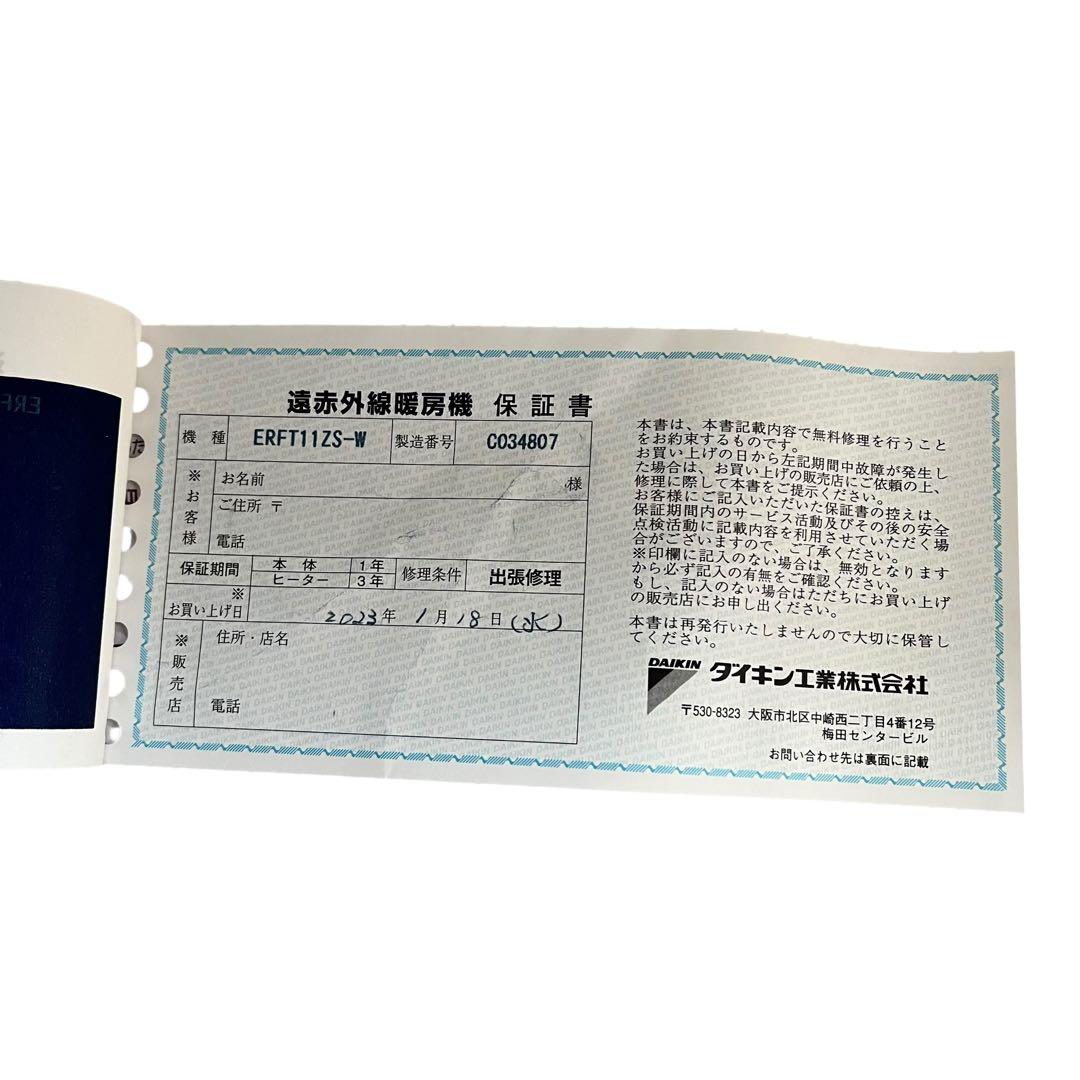 遠赤外線暖房機 保証書
機種 ERFT11ZS-W 製造番号 C034807
※お客様
お名前 様
ご住所 〒
電話
保証期間 本体 1年
ヒーター 3年
修理条件 出張修理
※
お買い上げ日 2023年 1月18日(水)
※販売店
住所・店名
電話
本書は、本書記載内容で無料修理を行うこと
をお約束するものです。
お買い上げの日から左記期間中故障が発生し
た場合は、お買い上げの販売店にご依頼の上、
修理に際して本書をご提示ください。
お客様にご記入いただいた保証書の控えは、
保証期間内のサービス活動及びその後の安全
点検活動に記載内容を利用させていただく場
合がございますので、ご了承ください。
※印欄に記入のない場合は、無効となります
から必ず記入の有無をご確認ください。
もし、記入のない場合はただちにお買い上げ
の販売店にお申し出ください。
本書は再発行いたしませんので大切に保管し
てください。
DAIKIN ダイキン工業株式会社
〒530-8323 大阪市北区中崎西二丁目4番12号
梅田センタービル
お問い合わせ先は裏面に記載